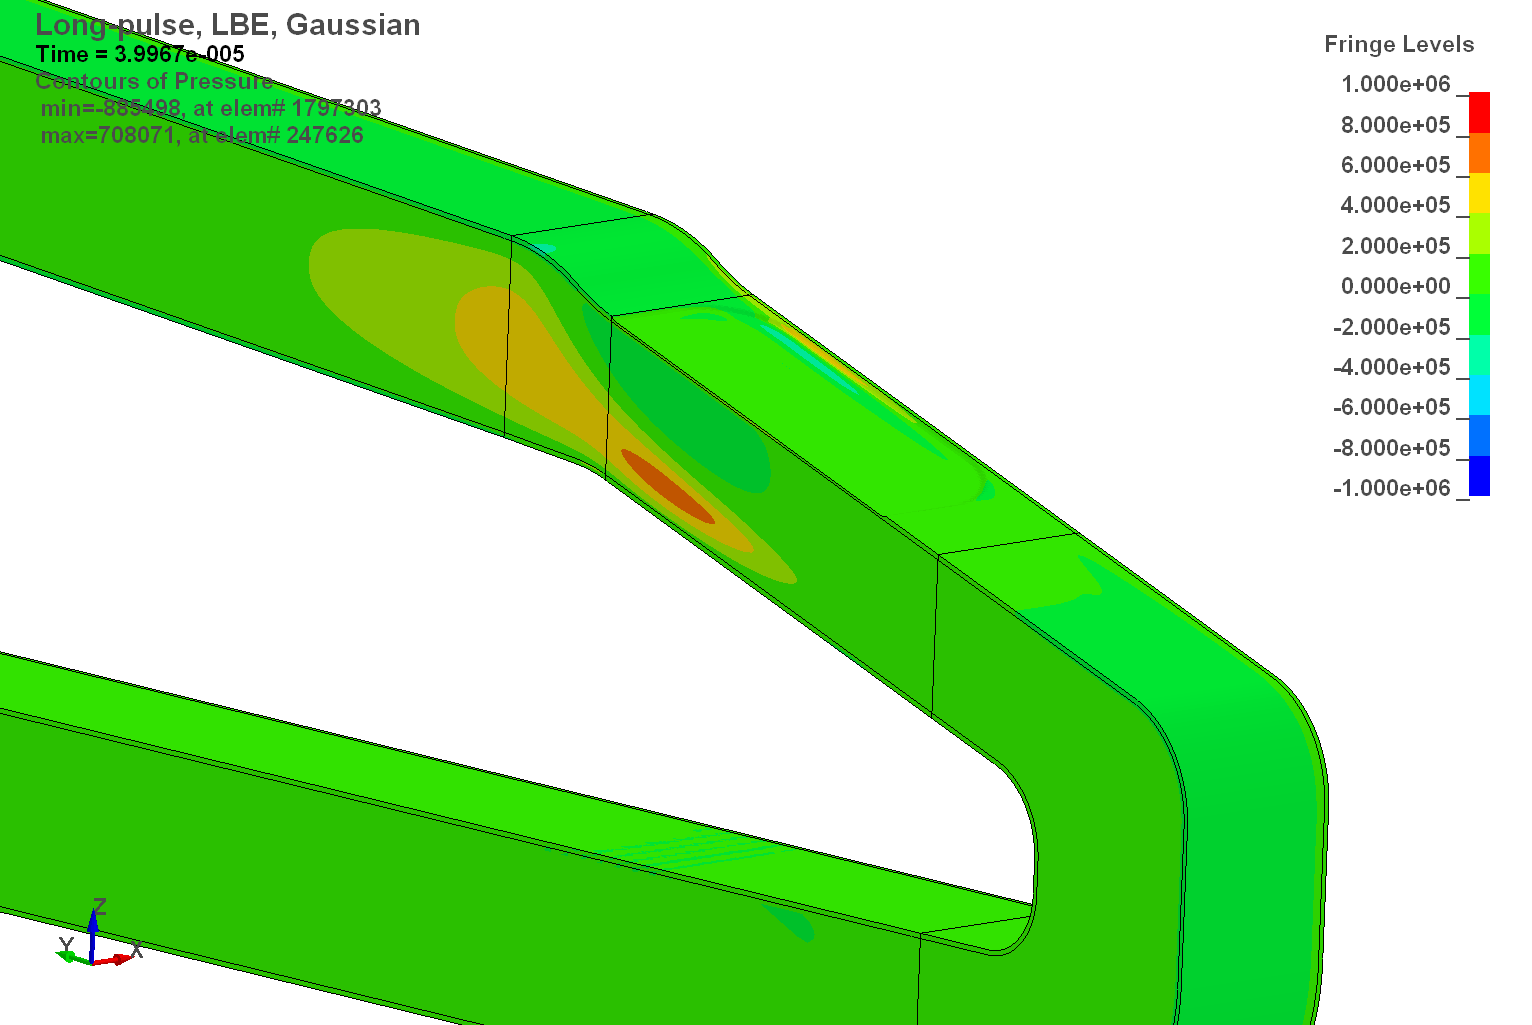 Long-pulse, LBE, Gaussian
Time = 3.9967e-005
Contours of Pressure
min=-885498, at elem# 1797303
max=708071, at elem# 247626
Fringe Levels
1.000e+06
8.000e+05
6.000e+05
4.000e+05
2.000e+05
0.000e+00
-2.000e+05
-4.000e+05
-6.000e+05
-8.000e+05
-1.000e+06
Z
Y
X